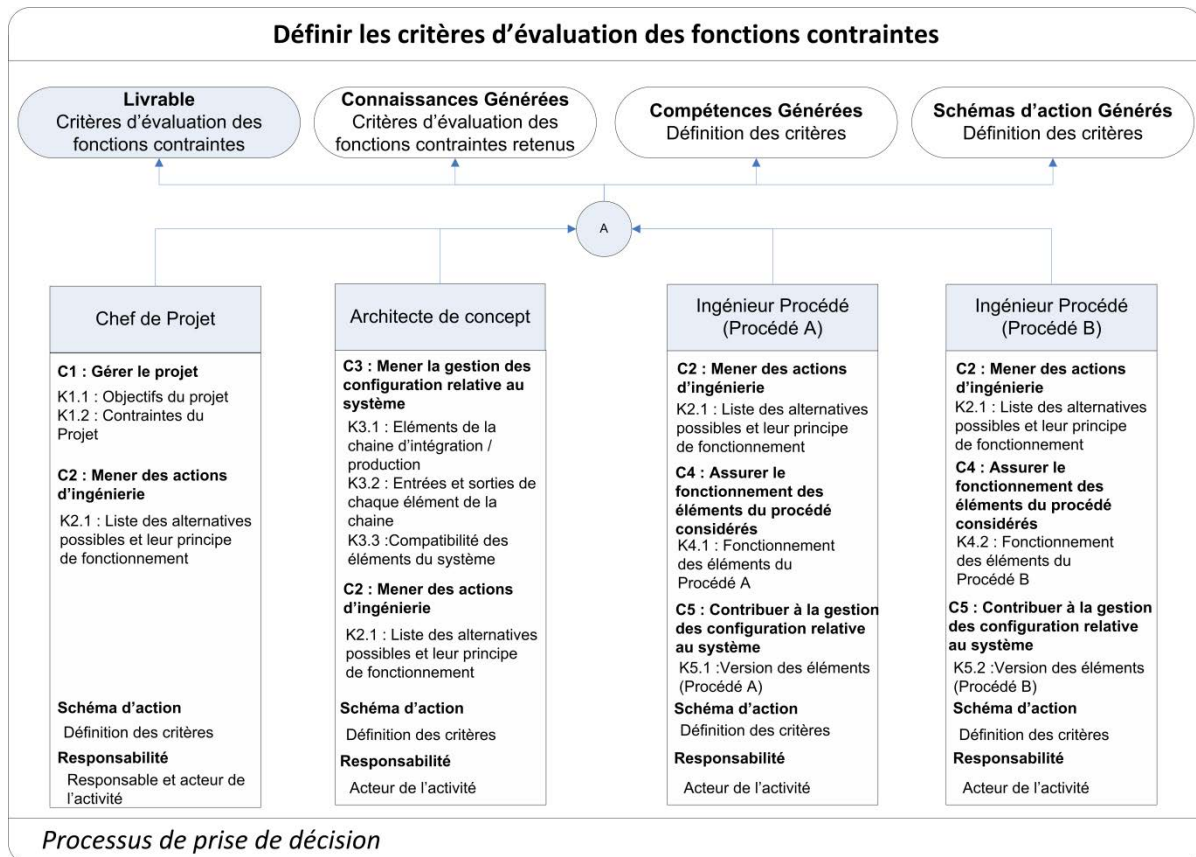 Définir les critères d’évaluation des fonctions contraintes
Livrable
Critères d’évaluation des
fonctions contraintes
Connaissances Générées
Critères d’évaluation des
fonctions contraintes retenus
Compétences Générées
Définition des critères
Schémas d’action Générés
Définition des critères
A
Chef de Projet
C1 : Gérer le projet
K1.1 : Objectifs du projet
K1.2 : Contraintes du
Projet
C2 : Mener des actions
d’ingénierie
K2.1 : Liste des alternatives
possibles et leur principe
de fonctionnement
Schéma d’action
Définition des critères
Responsabilité
Responsable et acteur de
l’activité
Architecte de concept
C3 : Mener la gestion des
configuration relative au
système
K3.1 : Eléments de la
chaine d’intégration /
production
K3.2 : Entrées et sorties de
chaque élément de la
chaine
K3.3 :Compatibilité des
éléments du système
C2 : Mener des actions
d’ingénierie
K2.1 : Liste des alternatives
possibles et leur principe
de fonctionnement
Schéma d’action
Définition des critères
Responsabilité
Acteur de l’activité
Ingénieur Procédé
(Procédé A)
C2 : Mener des actions
d’ingénierie
K2.1 : Liste des alternatives
possibles et leur principe
de fonctionnement
C4 : Assurer le
fonctionnement des
éléments du procédé
considérés
K4.1 : Fonctionnement
des éléments du
Procédé A
C5 : Contribuer à la gestion
des configuration relative
au système
K5.1 :Version des éléments
(Procédé A)
Schéma d’action
Définition des critères
Responsabilité
Acteur de l’activité
Ingénieur Procédé
(Procédé B)
C2 : Mener des actions
d’ingénierie
K2.1 : Liste des alternatives
possibles et leur principe
de fonctionnement
C4 : Assurer le
fonctionnement des
éléments du procédé
considérés
K4.2 : Fonctionnement
des éléments du
Procédé B
C5 : Contribuer à la gestion
des configuration relative
au système
K5.2 : Version des éléments
(Procédé B)
Schéma d’action
Définition des critères
Responsabilité
Acteur de l’activité
Processus de prise de décision